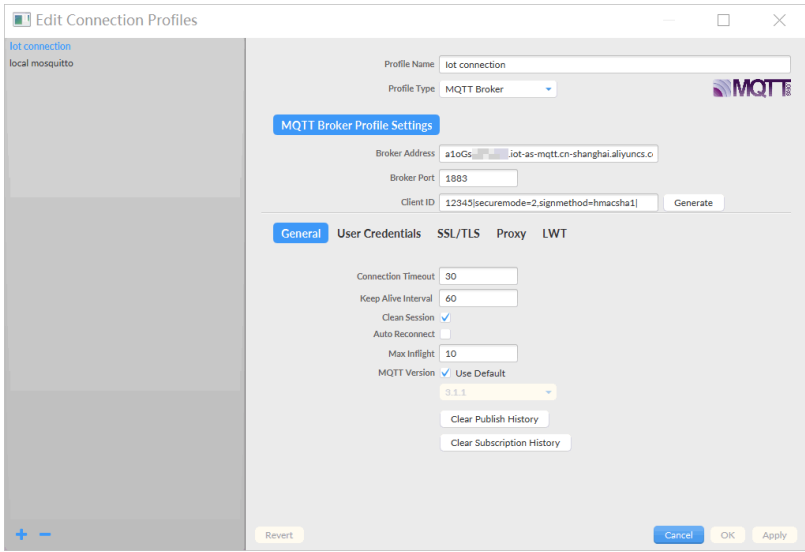 Edit Connection Profiles
Iot connection
local mosquitto
Profile Name Iot connection
Profile Type MQTT Broker
MQTT
MQTT Broker Profile Settings
Broker Address a1oGs .iot-as-mqtt.cn-shanghai.aliyuncs.c
Broker Port 1883
Client ID 12345|securemode=2,signmethod=hmacsha1| Generate
General User Credentials SSL/TLS Proxy LWT
Connection Timeout 30
Keep Alive Interval 60
Clean Session
Auto Reconnect
Max Inflight 10
MQTT Version Use Default
3.1.1
Clear Publish History
Clear Subscription History
Revert Cancel OK Apply